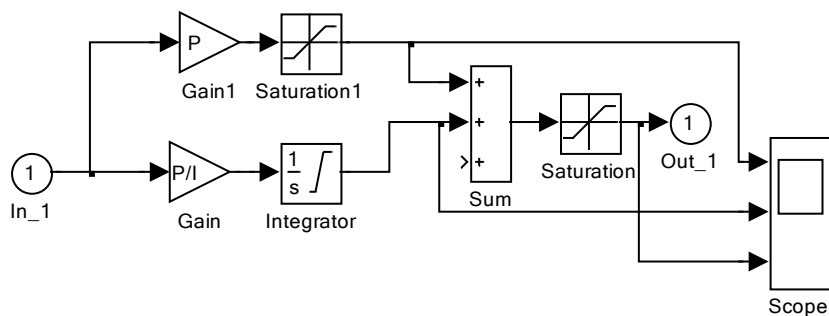 P
Gain1
Saturation1
1
In_1
P/I
Gain
1
s
Integrator
+
+
+
Sum
Saturation
1
Out_1
Scope